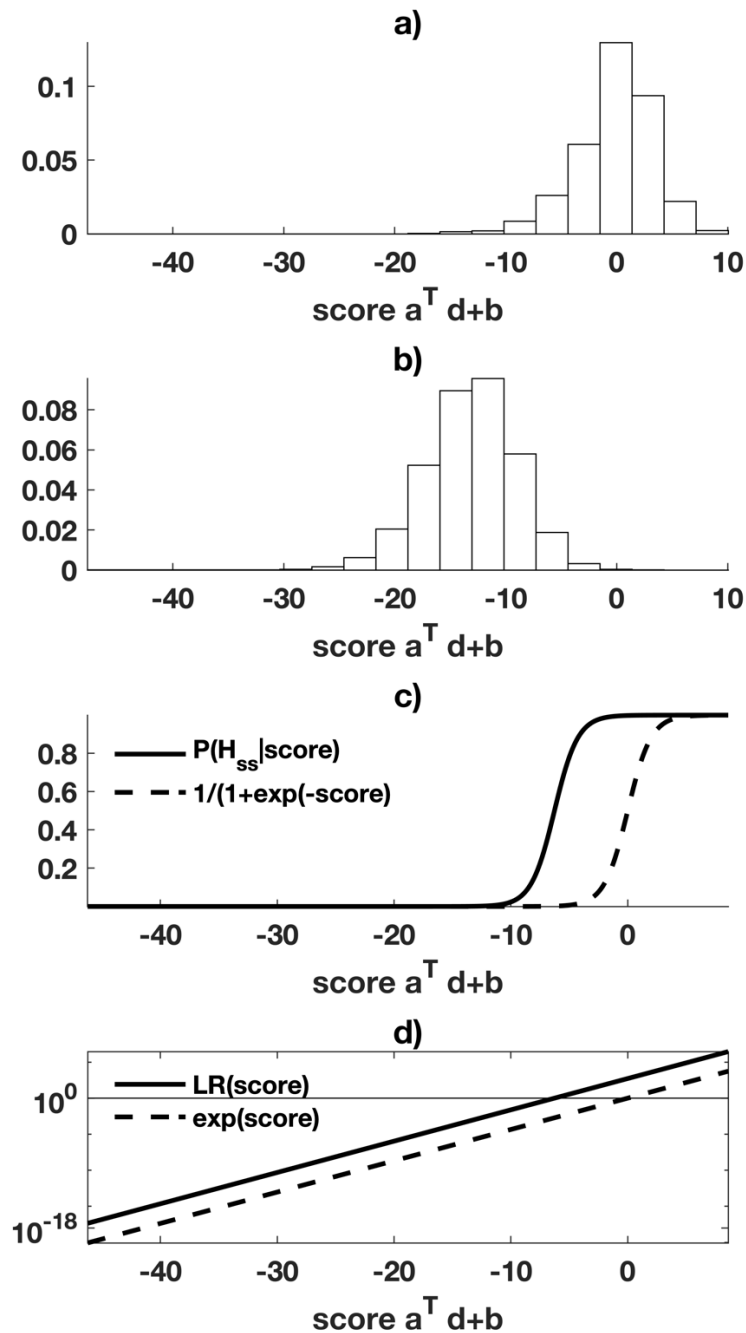 a)
0.1
0.05
0
-40 -30 -20 -10 0 10
score a^T d+b
b)
0.08
0.06
0.04
0.02
0
-40 -30 -20 -10 0 10
score a^T d+b
c)
0.8
0.6
0.4
0.2
P(H_ss|score)
1/(1+exp(-score)
-40 -30 -20 -10 0
score a^T d+b
d)
LR(score)
10^0
exp(score)
10^-18
-40 -30 -20 -10 0
score a^T d+b